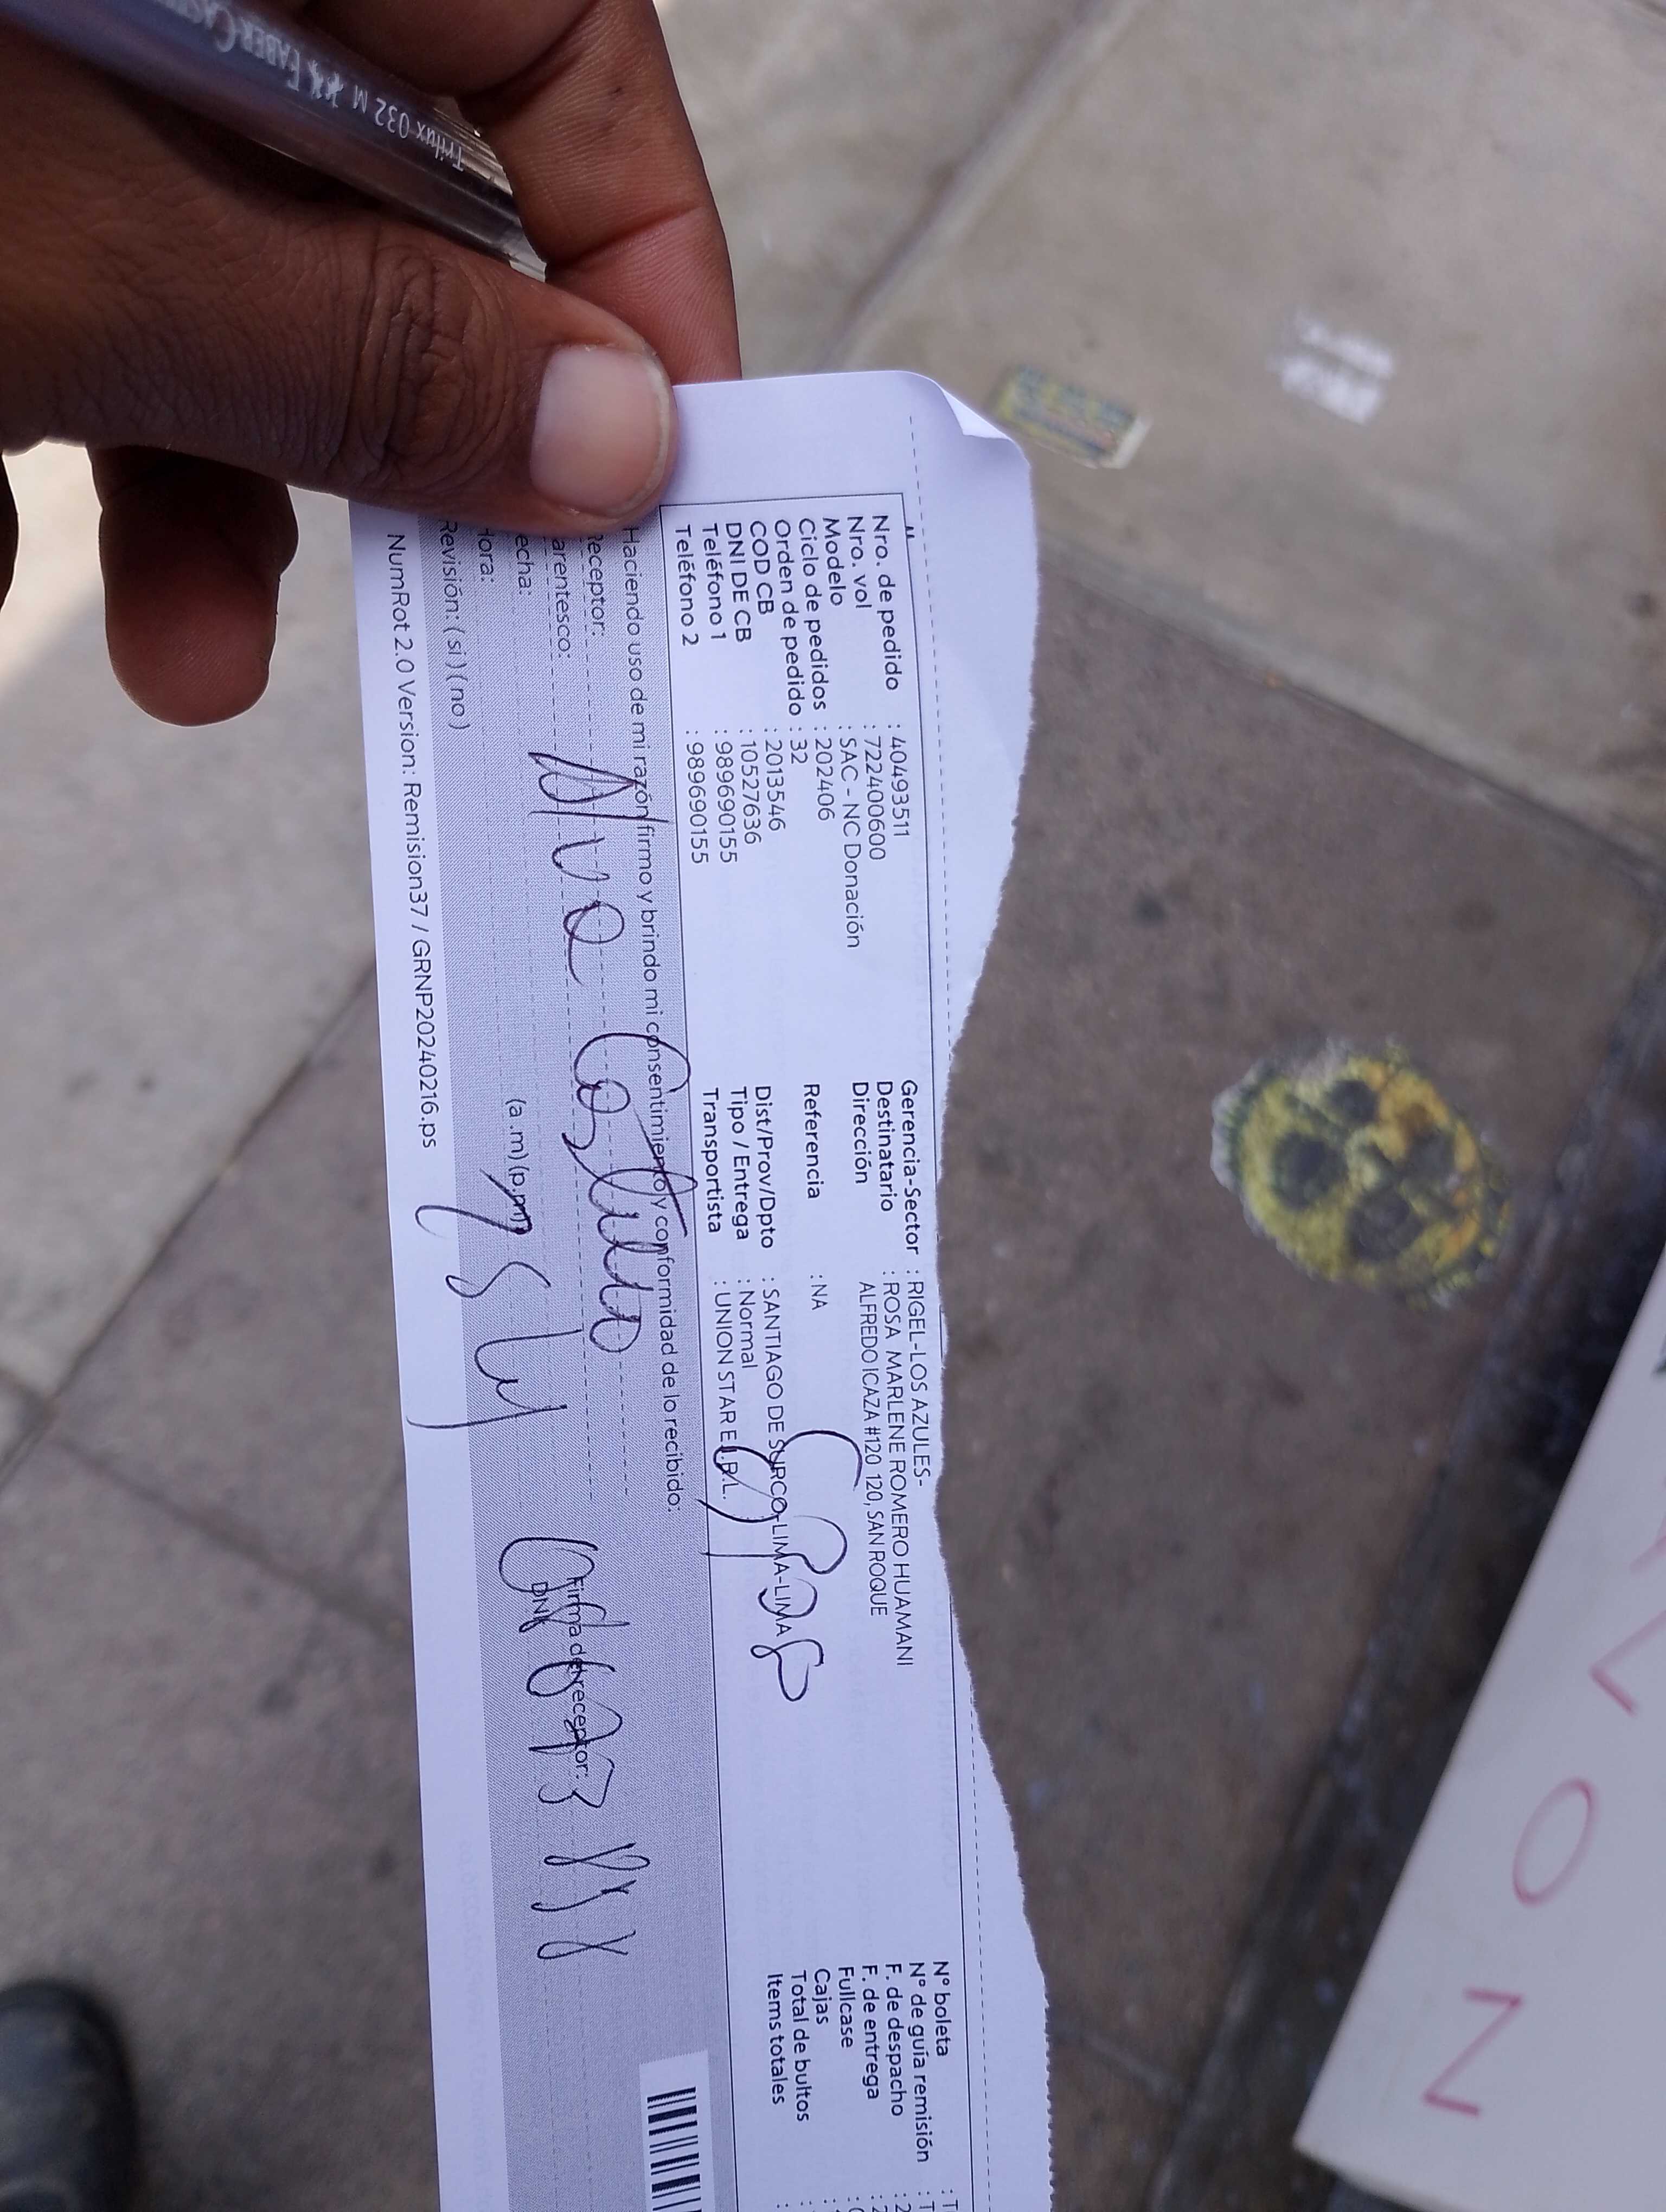 Nro. de pedido : 40493511
Nro. vol : 722400600
Modelo : SAC - NC Donación
Ciclo de pedidos : 202406
Orden de pedido : 32
COD CB : 2013546
DNI DE CB : 10527636
Teléfono 1 : 989690155
Teléfono 2 : 989690155
Gerencia-Sector : RIGEL-LOS AZULES-
Destinatario : ROSA MARLENE ROMERO HUAMANI
Dirección ALFREDO ICAZA #120 120, SAN ROQUE
Referencia : NA
Dist/Prov/Dpto : SANTIAGO DE SURCO-LIMA-LIMA
Tipo / Entrega : Normal
Transportista : UNION STAR E.I.R.L.
N° boleta : T
N° de guía remisión : T
F. de despacho : 2
F. de entrega : 2
Fullcase
Cajas :
Total de bultos :
Items totales :
Haciendo uso de mi razón firmo y brindo mi consentimiento y conformidad de lo recibido:
Receptor:
arentesco:
echa:
Hora: (a .m) (p.m)
Revisión: ( si ) ( no )
Firma del receptor:
DNI
NumRot 2.0 Version: Remision37 / GRNP20240216.ps
Trilux 032 M FABER-CAST